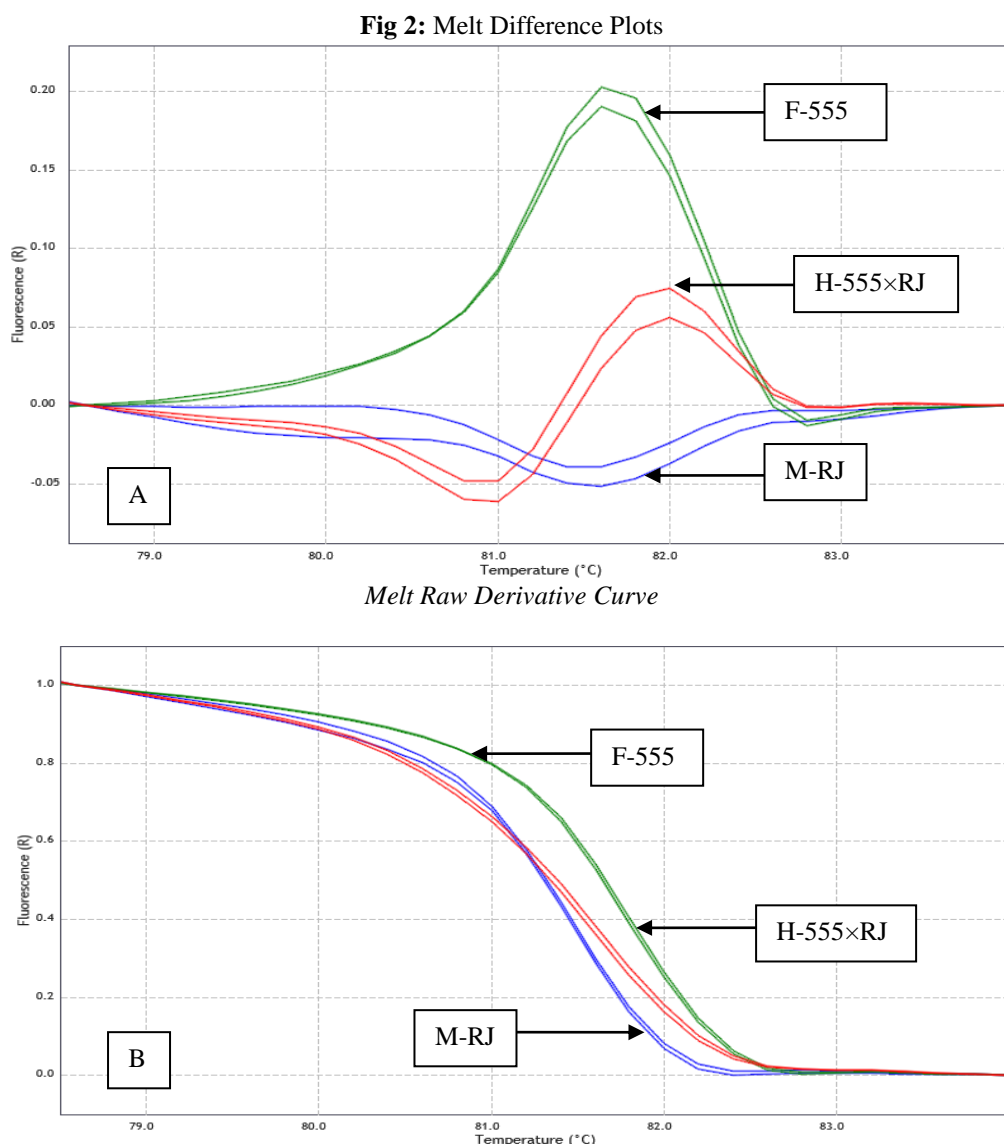 Fig 2: Melt Difference Plots
0.20
F-555
0.15
0.10
H-555×RJ
Fluorescence (R)
0.05
0.00
M-RJ
-0.05
A
79.0 80.0 81.0 82.0 83.0
Temperature (°C)
Melt Raw Derivative Curve
1.0
F-555
0.8
0.6
Fluorescence (R)
0.4
H-555×RJ
0.2
M-RJ
B
0.0
79.0 80.0 81.0 82.0 83.0
Temperature (°C)